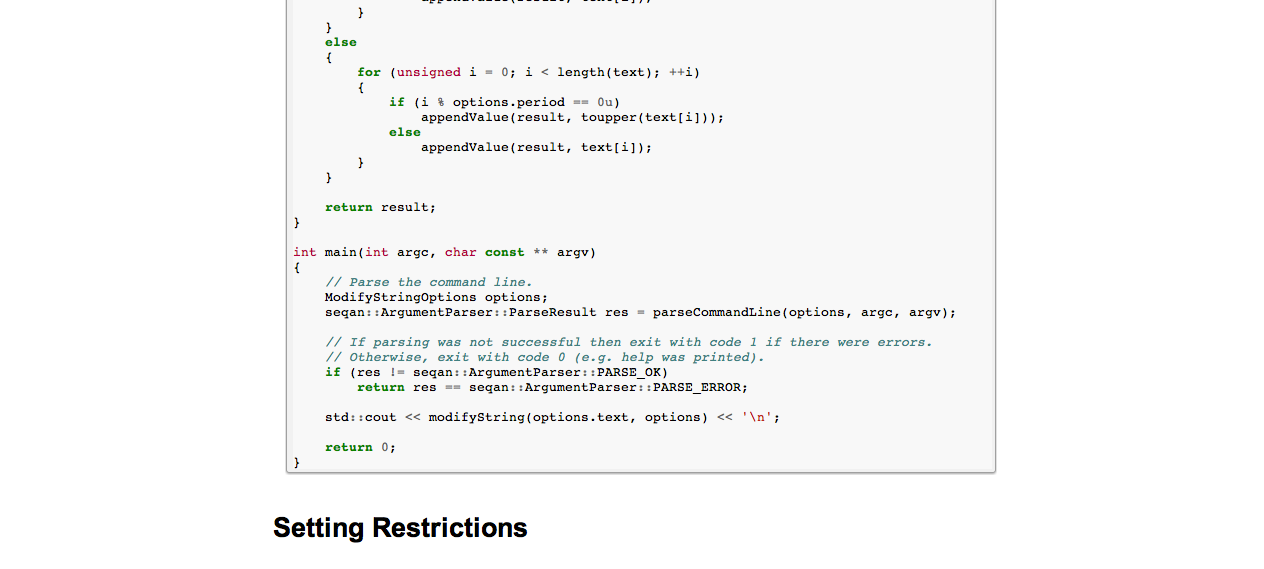 }
}
else
{
for (unsigned i = 0; i < length(text); ++i)
{
if (i % options.period == 0u)
appendValue(result, toupper(text[i]));
else
appendValue(result, text[i]);
}
}
return result;
}
int main(int argc, char const ** argv)
{
// Parse the command line.
ModifyStringOptions options;
seqan::ArgumentParser::ParseResult res = parseCommandLine(options, argc, argv);
// If parsing was not successful then exit with code 1 if there were errors.
// Otherwise, exit with code 0 (e.g. help was printed).
if (res != seqan::ArgumentParser::PARSE_OK)
return res == seqan::ArgumentParser::PARSE_ERROR;
std::cout << modifyString(options.text, options) << '\n';
return 0;
}
Setting Restrictions